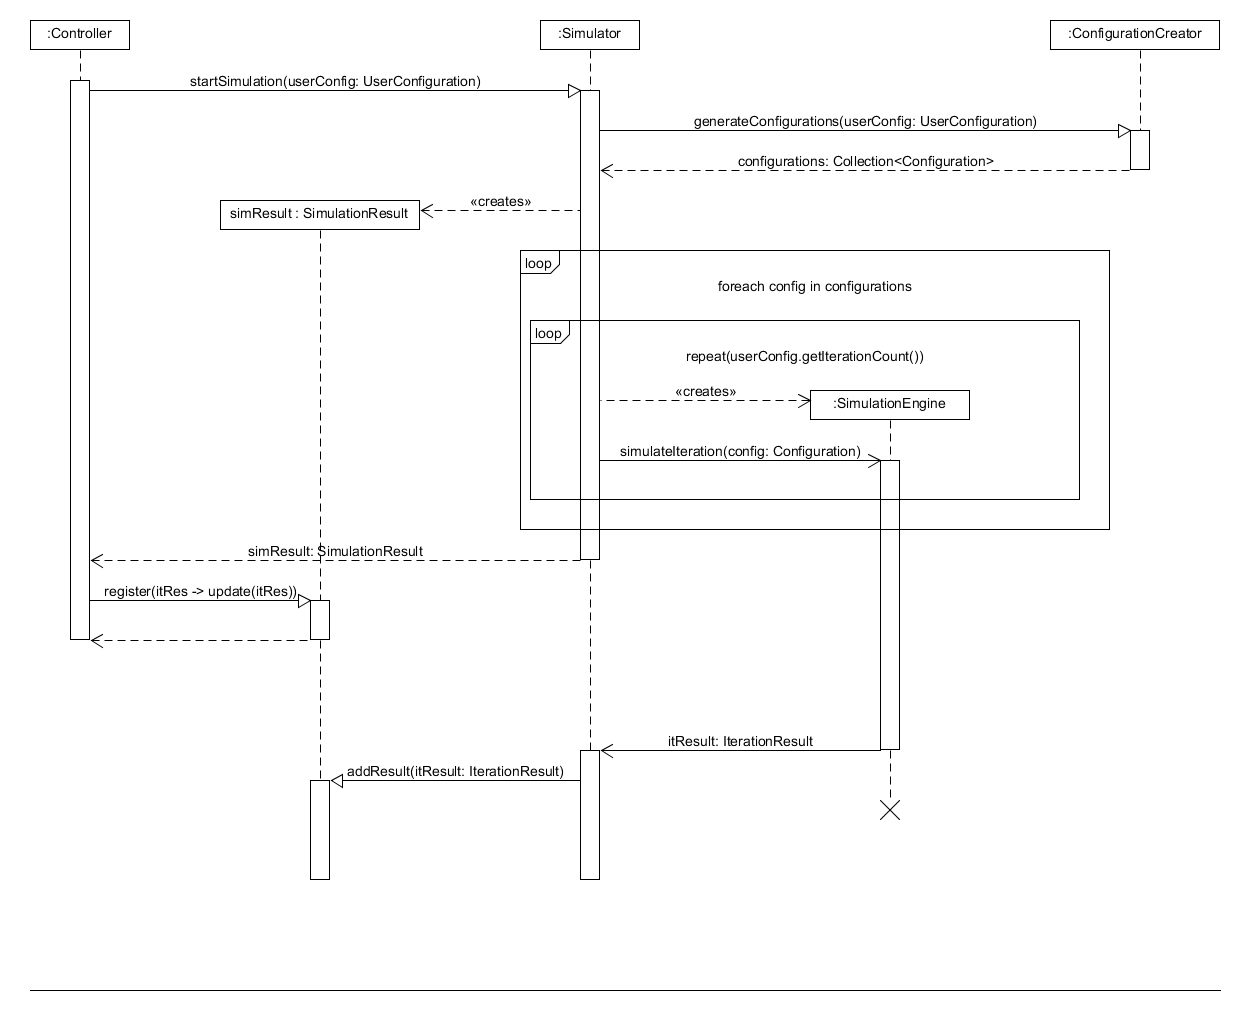 :Controller
:Simulator
:ConfigurationCreator
startSimulation(userConfig: UserConfiguration)
generateConfigurations(userConfig: UserConfiguration)
configurations: Collection<Configuration>
«creates»
simResult : SimulationResult
loop
foreach config in configurations
loop
repeat(userConfig.getIterationCount())
«creates»
:SimulationEngine
simulateIteration(config: Configuration)
simResult: SimulationResult
register(itRes -> update(itRes))
itResult: IterationResult
addResult(itResult: IterationResult)